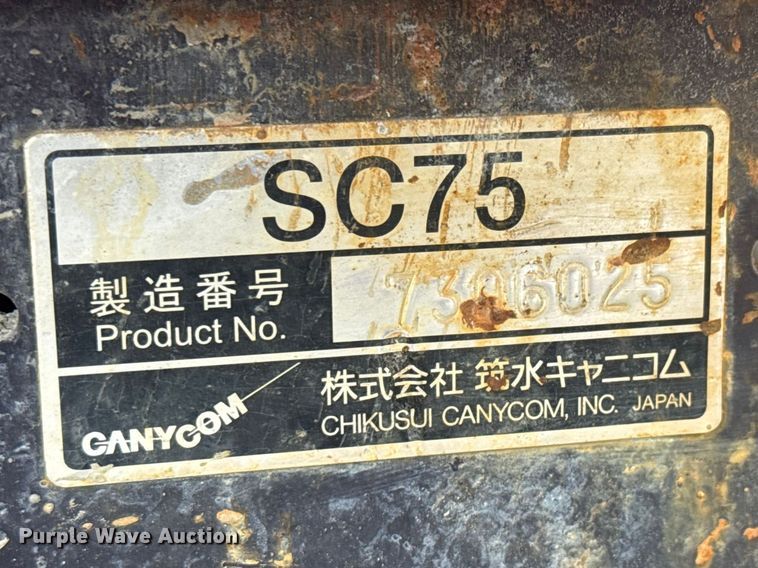 SC75
製造番号
Product No.
7306025
CANYCOM
株式会社 筑水キャニコム
CHIKUSUI CANYCOM, INC. JAPAN
Purple Wave Auction